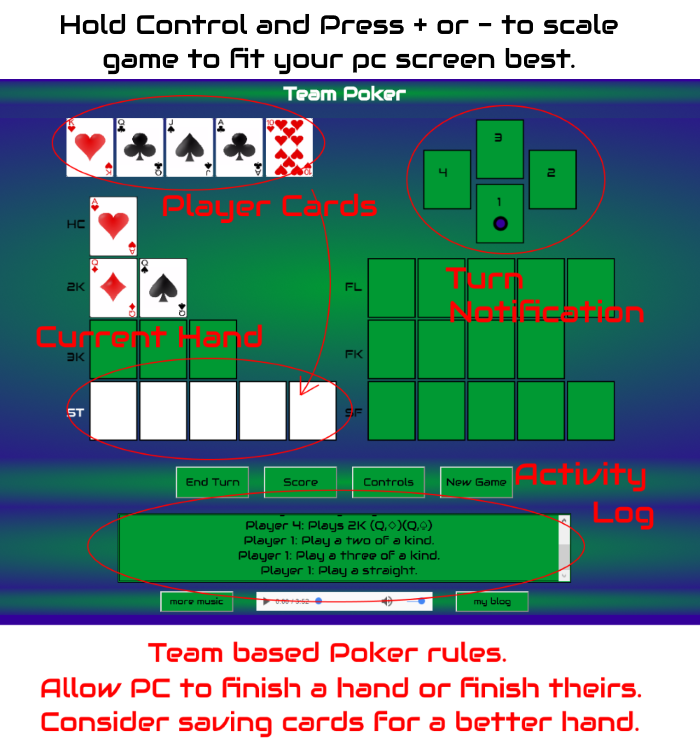 Hold Control and Press + or - to scale
game to fit your pc screen best.
Team Poker
K Q J A 10
K Q J A 10
3
4 2
1
Player Cards
HC A
A
2K Q Q
Q Q
FL
Turn
Notification
Current Hand
3K FK
ST SF
End Turn Score Controls New Game
Activity
Log
Player 4: Plays 2K (Q,♢)(Q,♤)
Player 1: Play a two of a kind.
Player 1: Play a three of a kind.
Player 1: Play a straight.
more music 0:00 / 3:52 my blog
Team based Poker rules.
Allow PC to finish a hand or finish theirs.
Consider saving cards for a better hand.